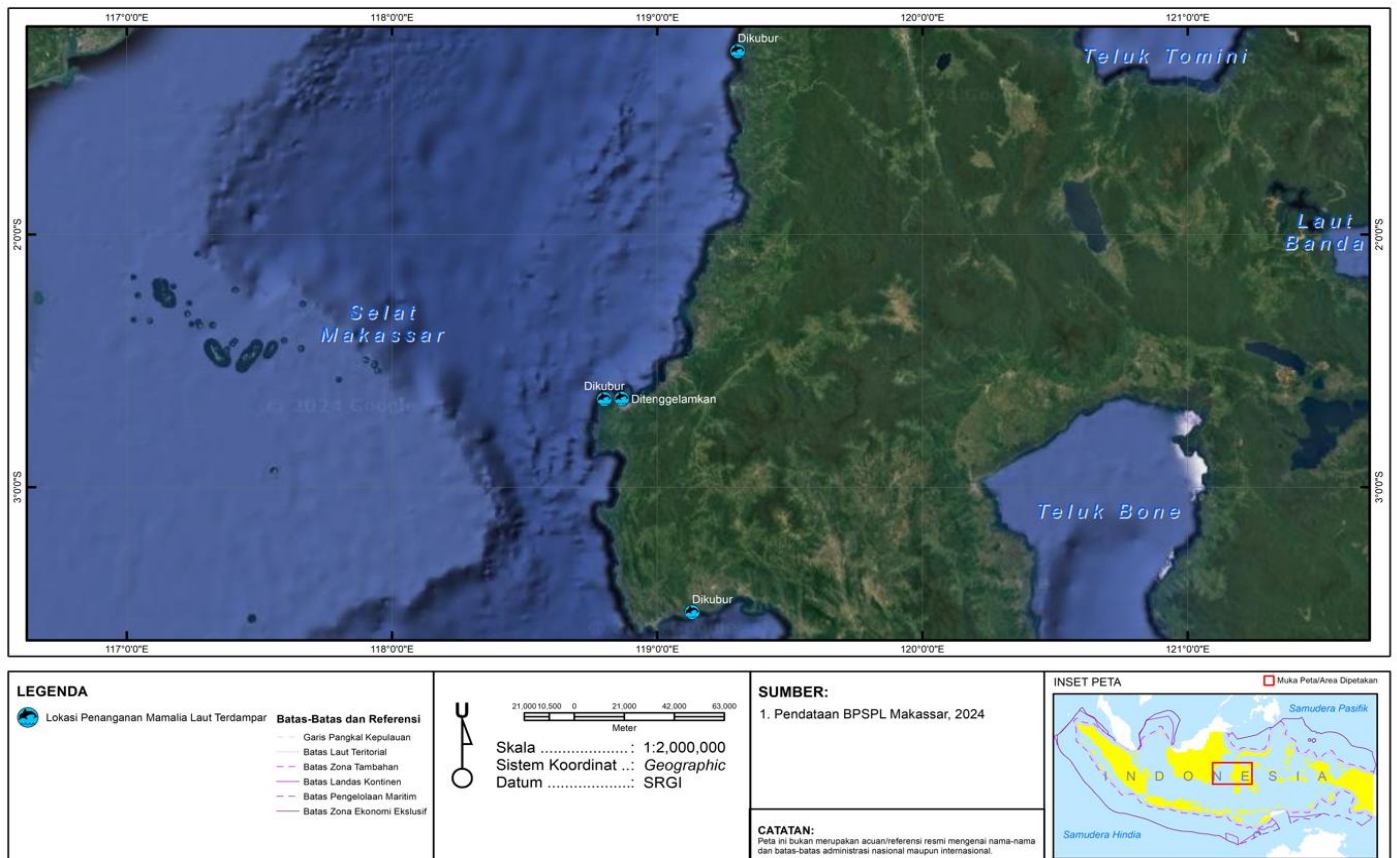 117°0'0"E 118°0'0"E 119°0'0"E 120°0'0"E 121°0'0"E
Dikubur
Teluk Tomini
2°0'0"S
Laut
Banda
2°0'0"S
Selat
Makassar
Dikubur
Ditenggelamkan
3°0'0"S
3°0'0"S
Teluk Bone
Dikubur
117°0'0"E 118°0'0"E 119°0'0"E 120°0'0"E 121°0'0"E
LEGENDA
Lokasi Penanganan Mamalia Laut Terdampar
Batas-Batas dan Referensi
Garis Pangkal Kepulauan
Batas Laut Teritorial
Batas Zona Tambahan
Batas Landas Kontinen
Batas Pengelolaan Maritim
Batas Zona Ekonomi Ekslusif
U
21,000 10,500 0 21,000 42,000 63,000
Meter
Skala ....................: 1:2,000,000
Sistem Koordinat ..: Geographic
Datum ....................: SRGI
SUMBER:
1. Pendataan BPSPL Makassar, 2024
CATATAN:
Peta ini bukan merupakan acuan/referensi resmi mengenai nama-nama
dan batas-batas administrasi nasional maupun internasional.
INSET PETA
Muka Peta/Area Dipetakan
Samudera Pasifik
INDONESIA
Samudera Hindia